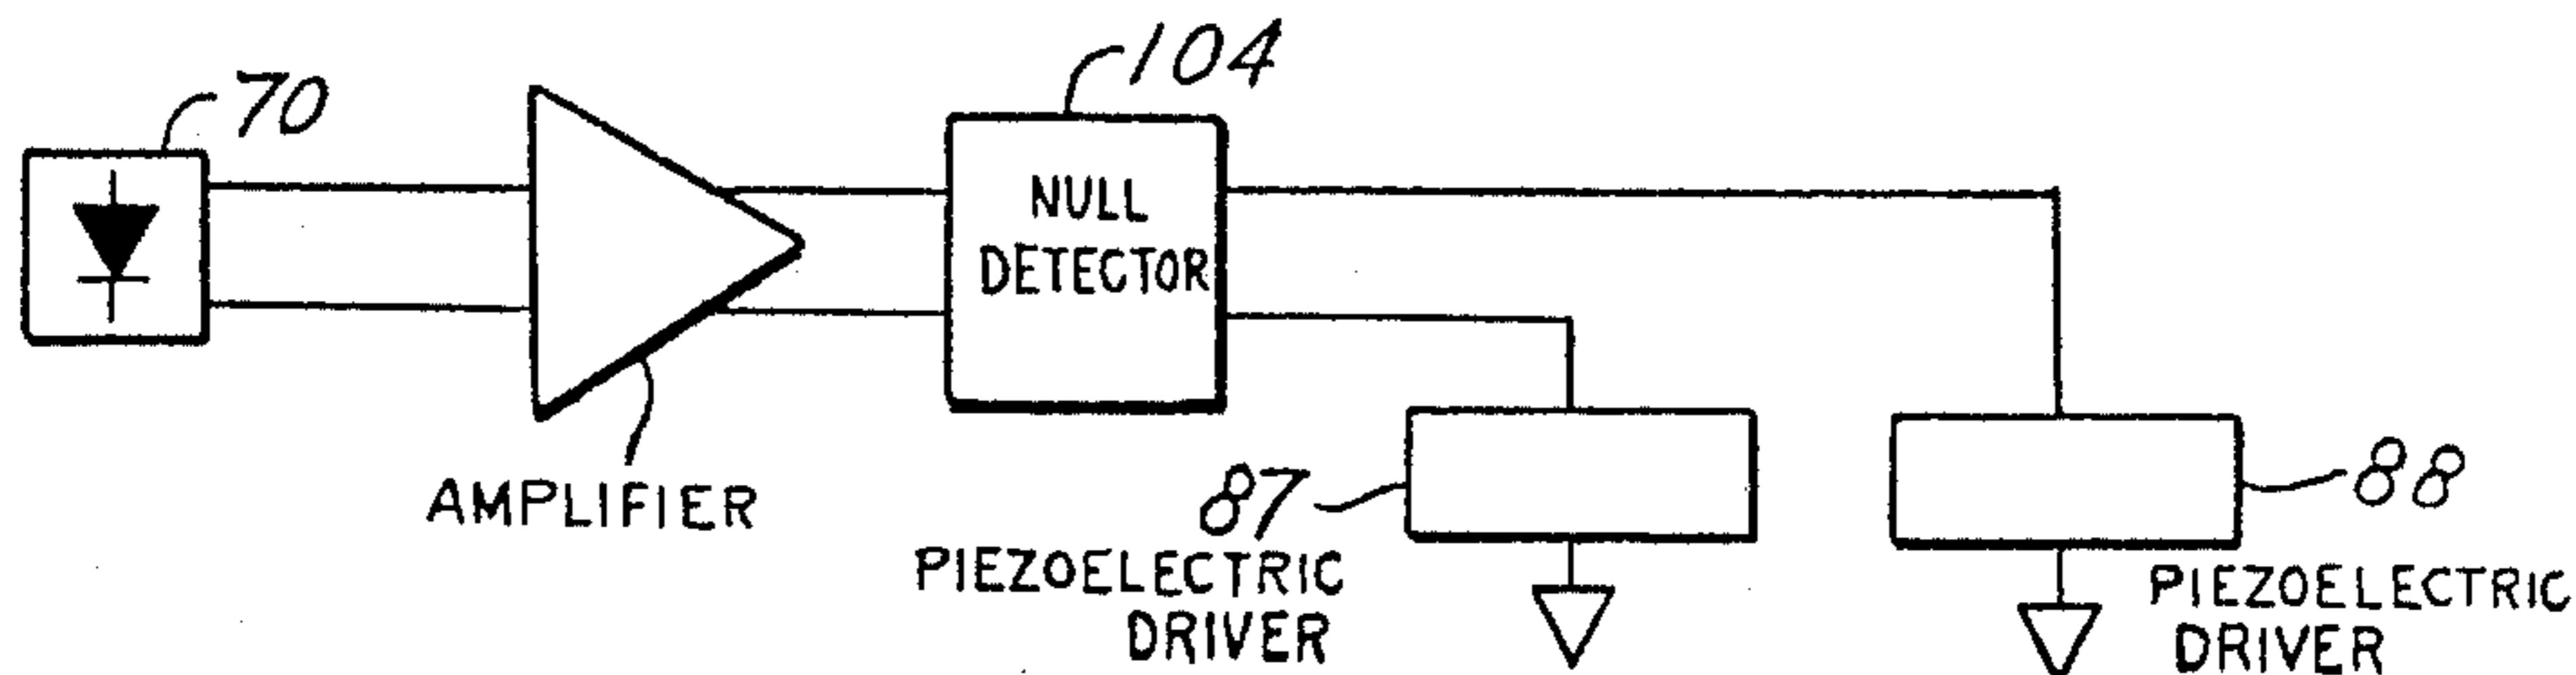 70
104
NULL
DETECTOR
AMPLIFIER
87
PIEZOELECTRIC
DRIVER
88
PIEZOELECTRIC
DRIVER